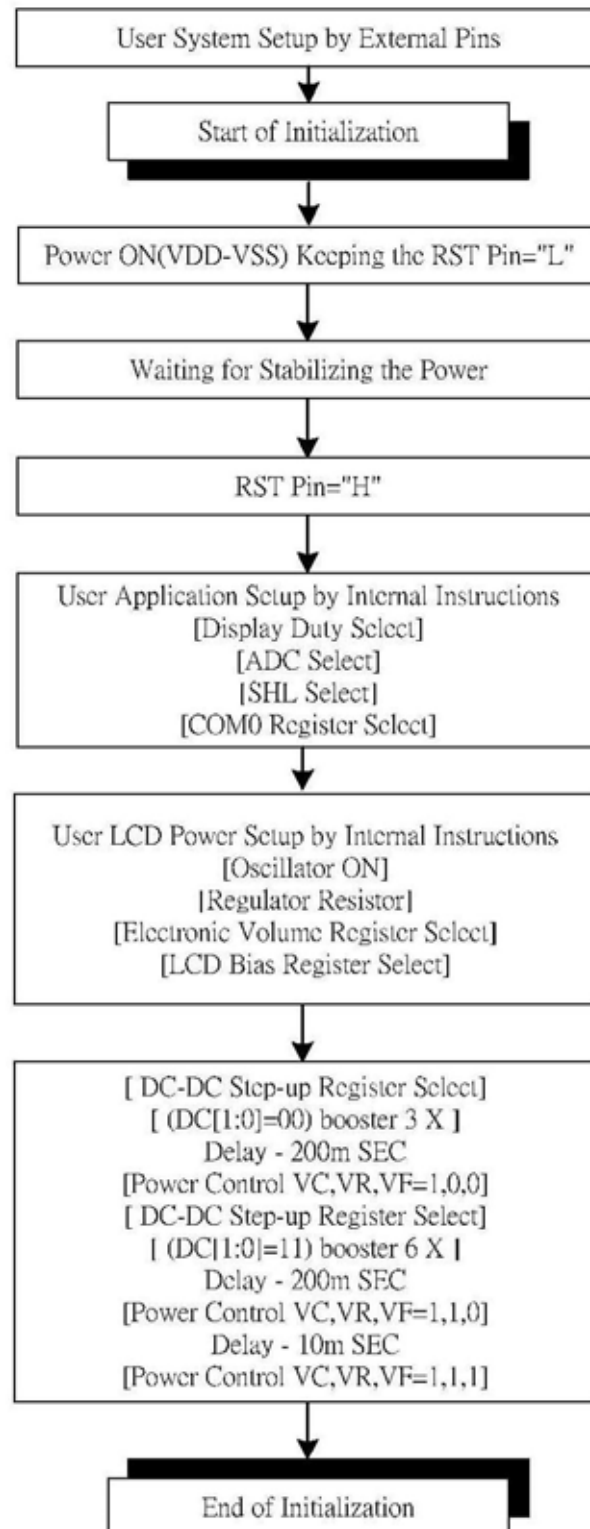 User System Setup by External Pins
Start of Initialization
Power ON(VDD-VSS) Keeping the RST Pin="L"
Waiting for Stabilizing the Power
RST Pin="H"
User Application Setup by Internal Instructions
[Display Duty Select]
[ADC Select]
[SHL Select]
[COM0 Register Select]
User LCD Power Setup by Internal Instructions
[Oscillator ON]
[Regulator Resistor]
[Electronic Volume Register Select]
[LCD Bias Register Select]
[ DC-DC Step-up Register Select]
[ (DC[1:0]=00) booster 3 X ]
Delay - 200m SEC
[Power Control VC,VR,VF=1,0,0]
[ DC-DC Step-up Register Select]
[ (DC[1:0]=11) booster 6 X ]
Delay - 200m SEC
[Power Control VC,VR,VF=1,1,0]
Delay - 10m SEC
[Power Control VC,VR,VF=1,1,1]
End of Initialization